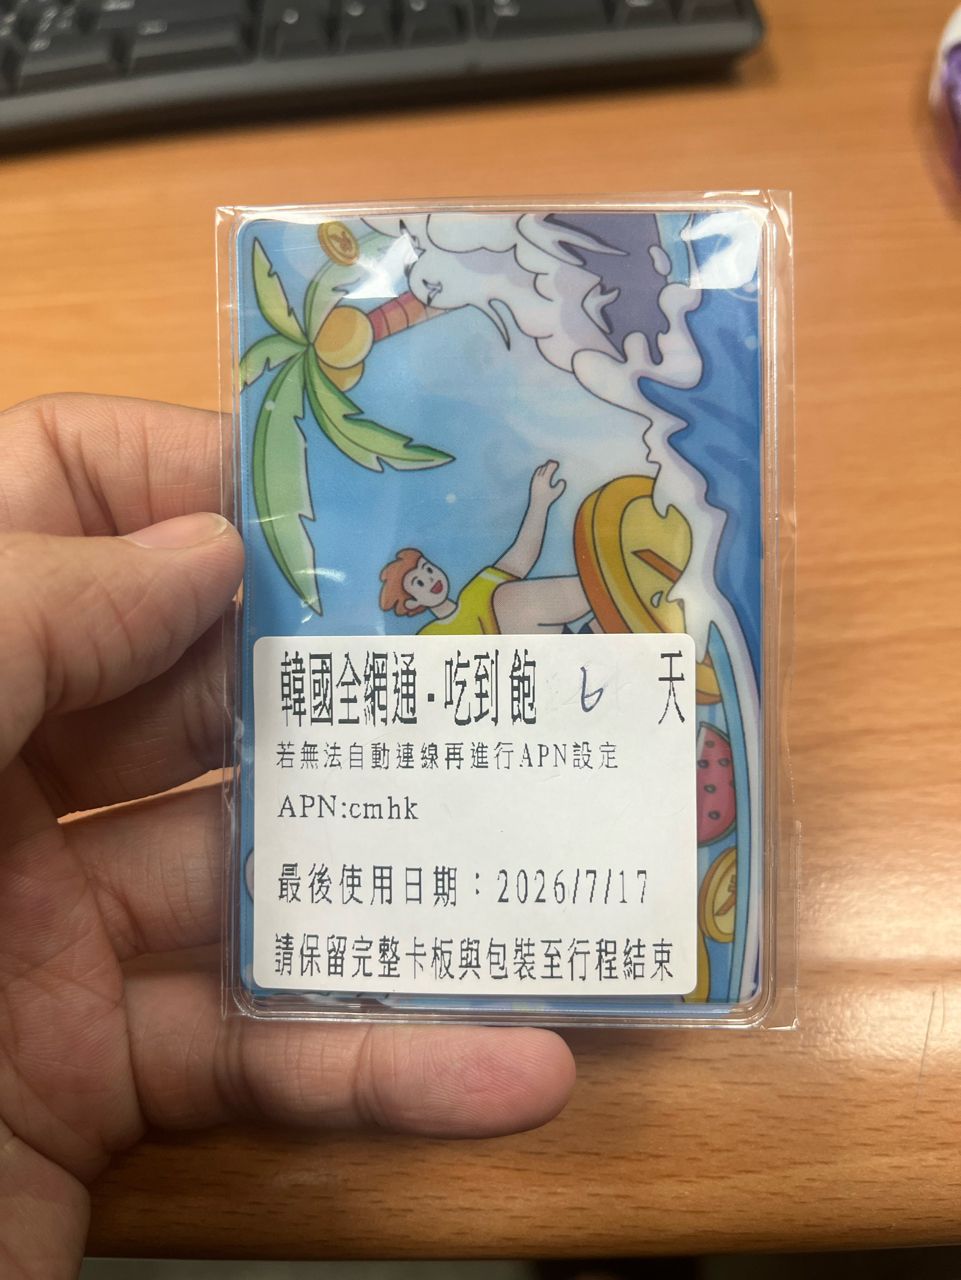 韓國全網通·吃到飽 6 天
若無法自動連線再進行APN設定
APN:cmhk
最後使用日期：2026/7/17
請保留完整卡板與包裝至行程結束